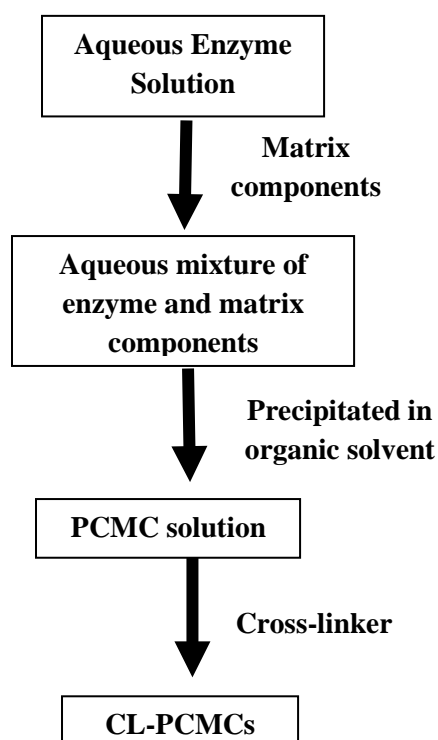 Aqueous Enzyme
Solution
Matrix
components
Aqueous mixture of
enzyme and matrix
components
Precipitated in
organic solvent
PCMC solution
Cross-linker
CL-PCMCs